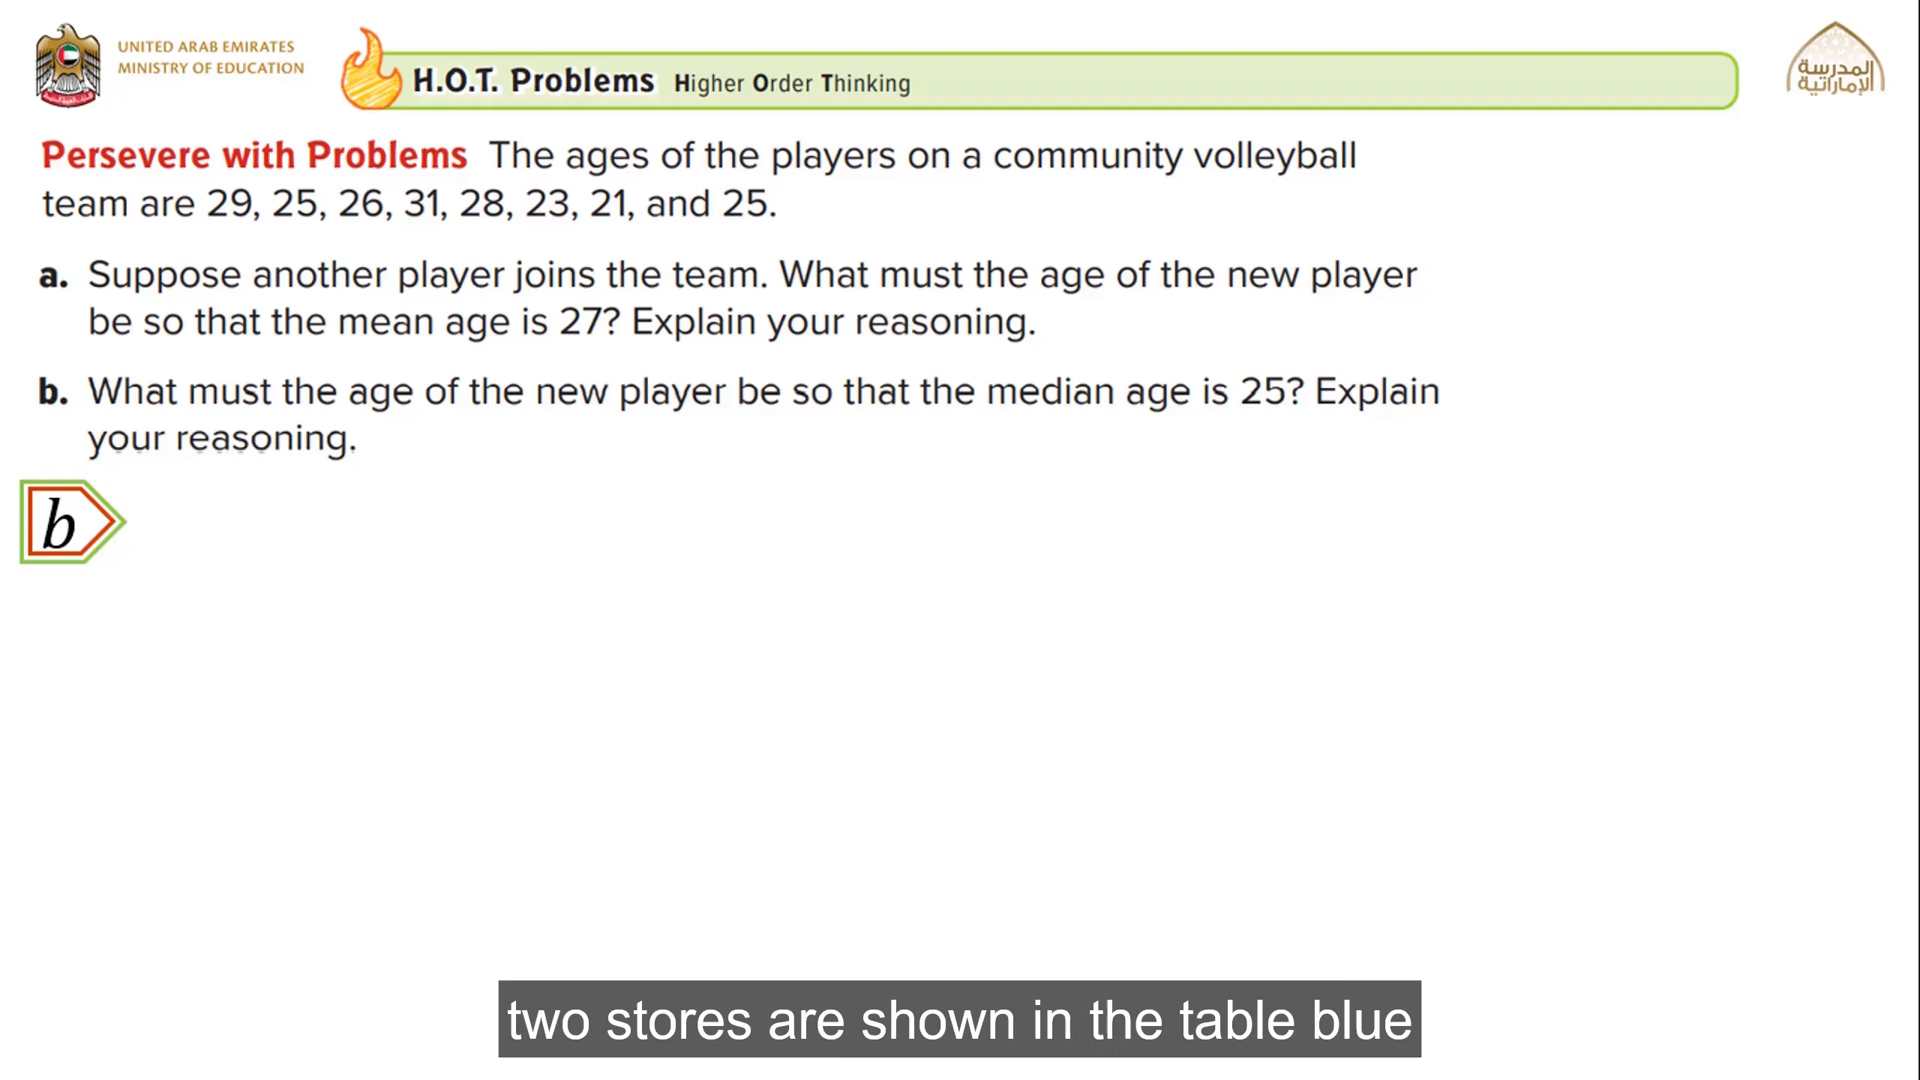 UNITED ARAB EMIRATES
MINISTRY OF EDUCATION
H.O.T. Problems Higher Order Thinking
المدرسة
الإماراتية
Persevere with Problems The ages of the players on a community volleyball
team are 29, 25, 26, 31, 28, 23, 21, and 25.
a. Suppose another player joins the team. What must the age of the new player
be so that the mean age is 27? Explain your reasoning.
b. What must the age of the new player be so that the median age is 25? Explain
your reasoning.
b
two stores are shown in the table blue